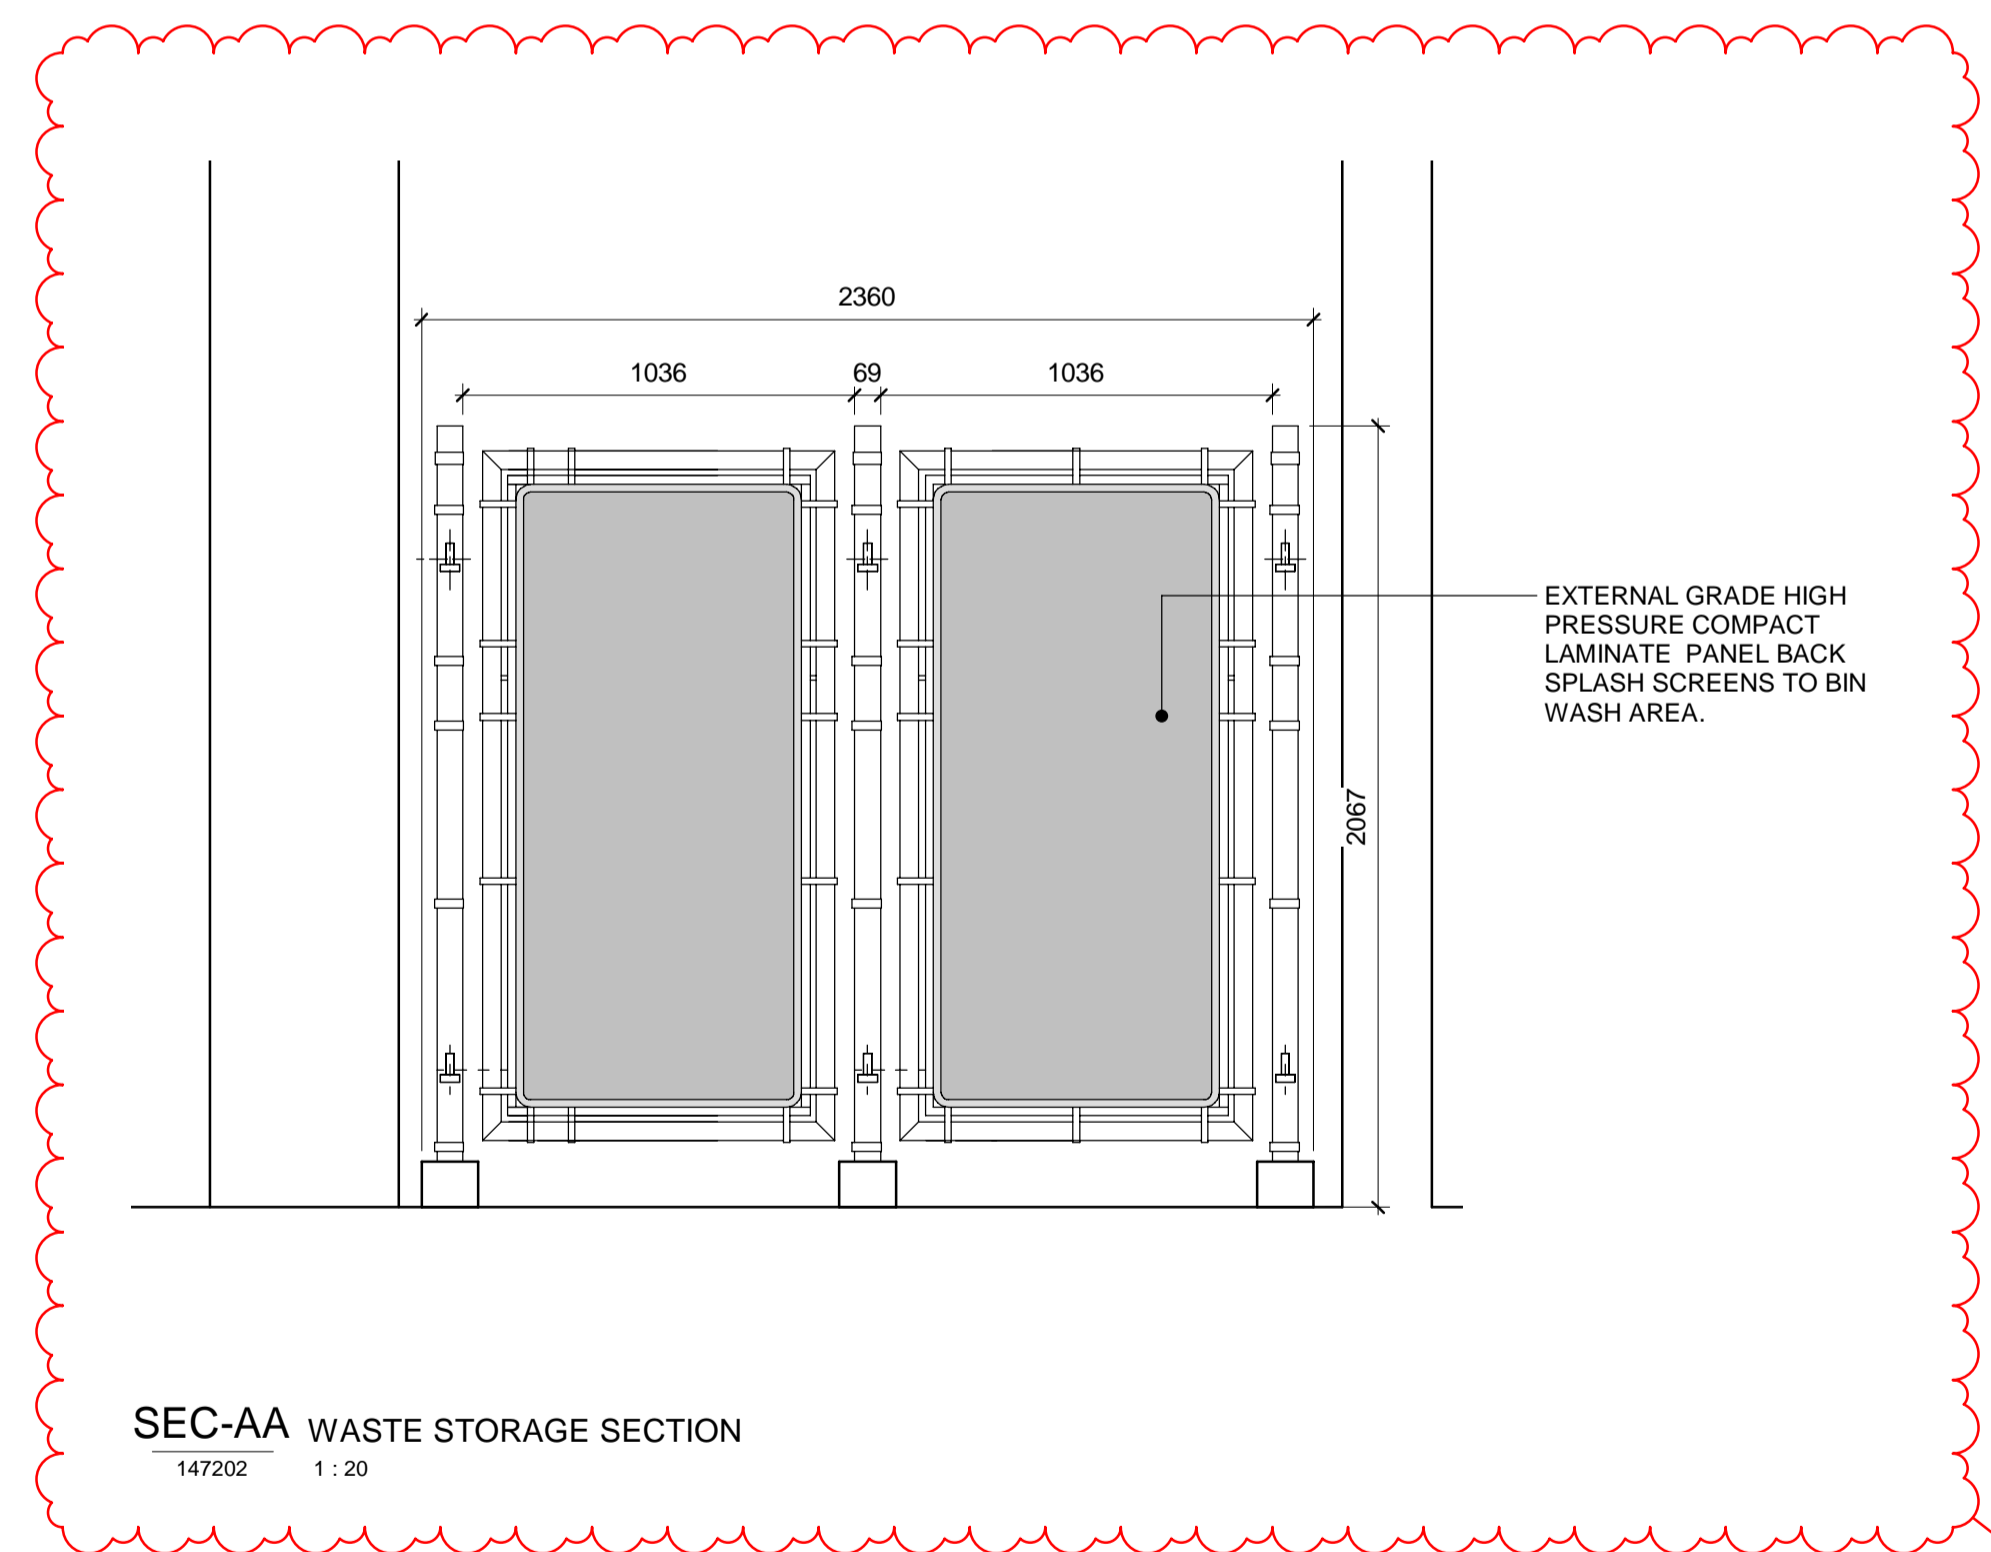 2360
1036 69 1036
2067
EXTERNAL GRADE HIGH
PRESSURE COMPACT
LAMINATE PANEL BACK
SPLASH SCREENS TO BIN
WASH AREA.
SEC-AA WASTE STORAGE SECTION
147202 1 : 20